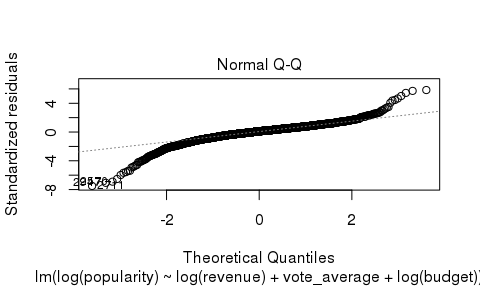 Normal Q-Q
Standardized residuals
4
0
-4
-8
-2
0
2
Theoretical Quantiles
lm(log(popularity) ~ log(revenue) + vote_average + log(budget))